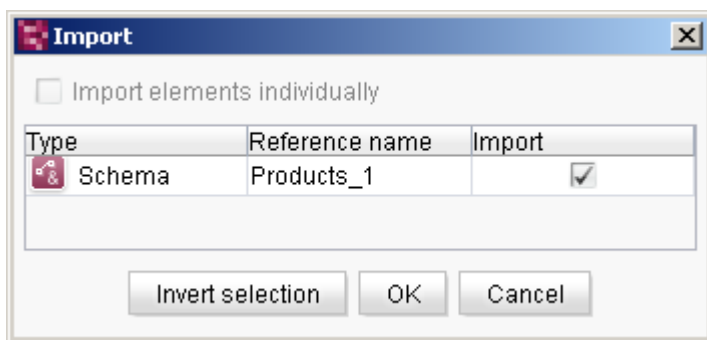 Import
Import elements individually
Type Reference name Import
Schema Products_1
Invert selection OK Cancel